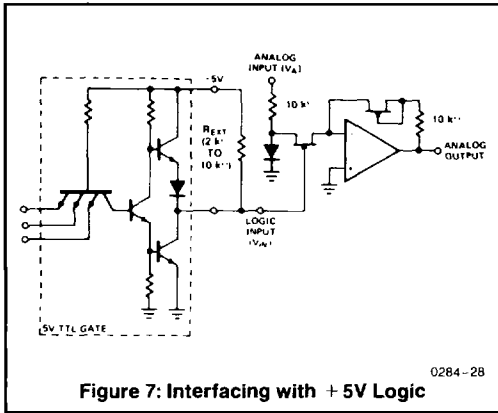 ANALOG
INPUT (VA)
+5V
10 kΩ
REXT
(2 kΩ
TO
10 kΩ)
10 kΩ
ANALOG
OUTPUT
LOGIC
INPUT
(VIN)
5V TTL GATE
0284-28
Figure 7: Interfacing with +5V Logic